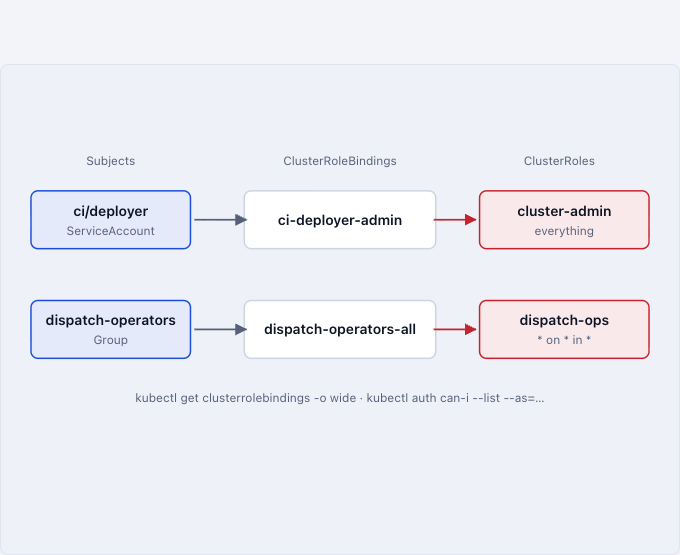 Subjects
ClusterRoleBindings
ClusterRoles
ci/deployer
ServiceAccount
ci-deployer-admin
cluster-admin
everything
dispatch-operators
Group
dispatch-operators-all
dispatch-ops
* on * in *
kubectl get clusterrolebindings -o wide · kubectl auth can-i --list --as=…